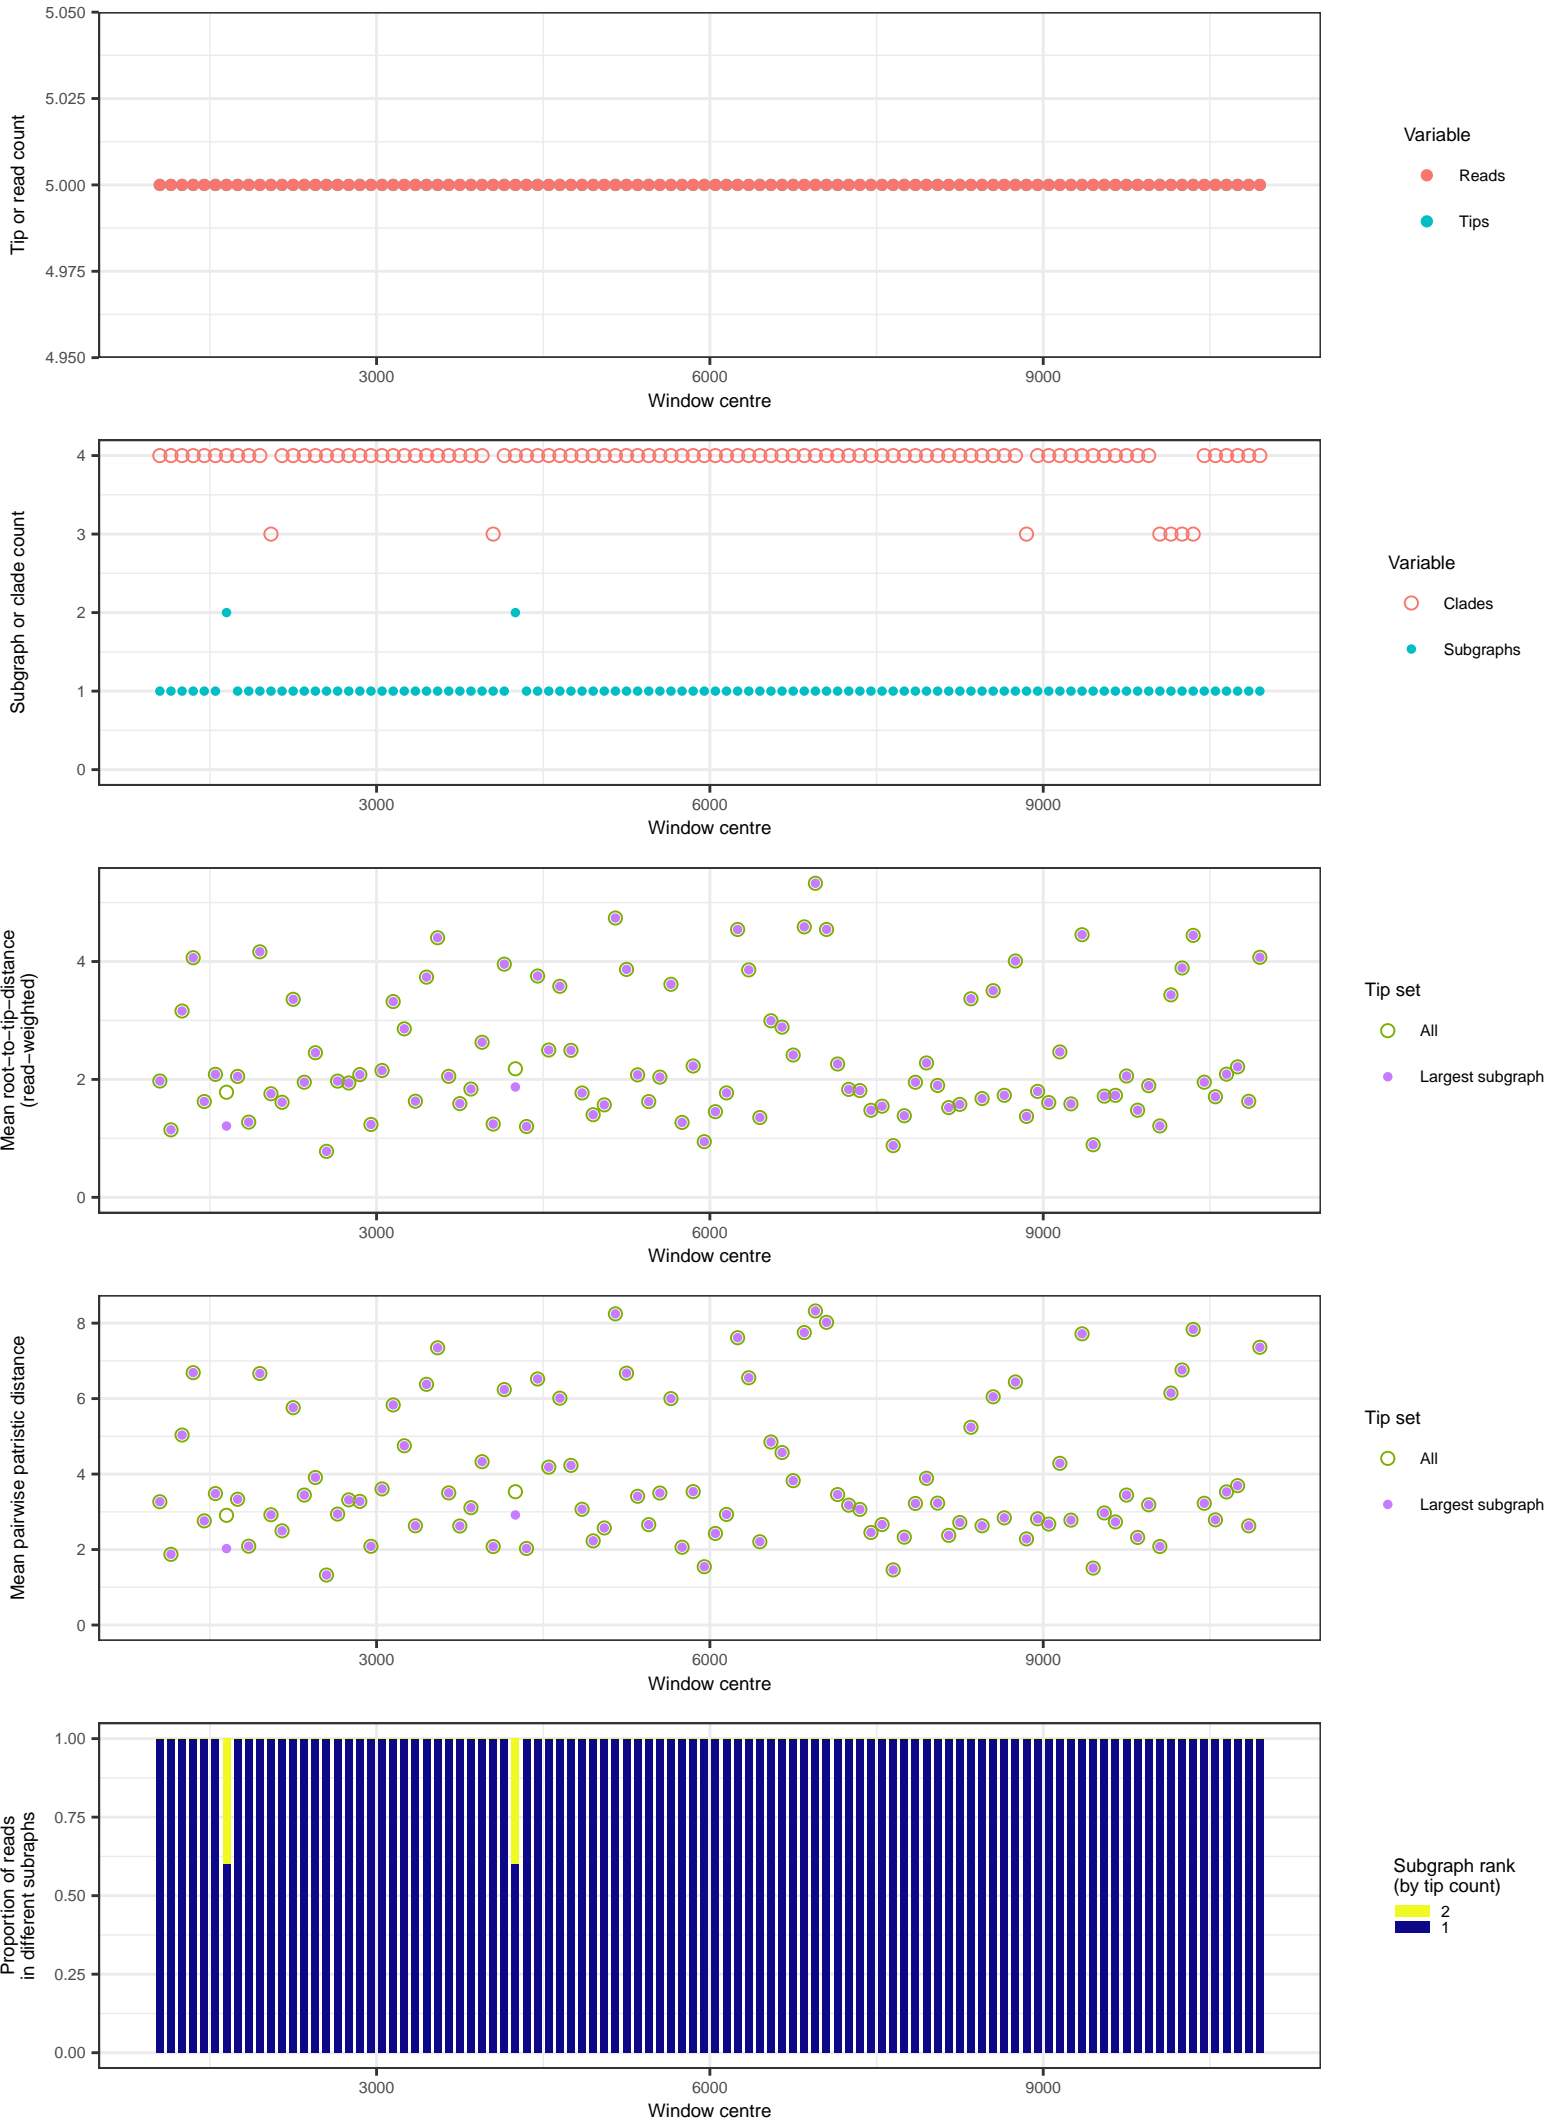 5.050
5.025
5.000
4.975
4.950
Tip or read count
3000
6000
9000
Window centre
Variable
Reads
Tips
4
3
2
1
0
Subgraph or clade count
3000
6000
9000
Window centre
Variable
Clades
Subgraphs
4
2
0
Mean root−to−tip−distance
(read−weighted)
3000
6000
9000
Window centre
Tip set
All
Largest subgraph
8
6
4
2
0
Mean pairwise patristic distance
3000
6000
9000
Window centre
Tip set
All
Largest subgraph
1.00
0.75
0.50
0.25
0.00
Proportion of reads
in different subraphs
3000
6000
9000
Window centre
Subgraph rank
(by tip count)
2
1